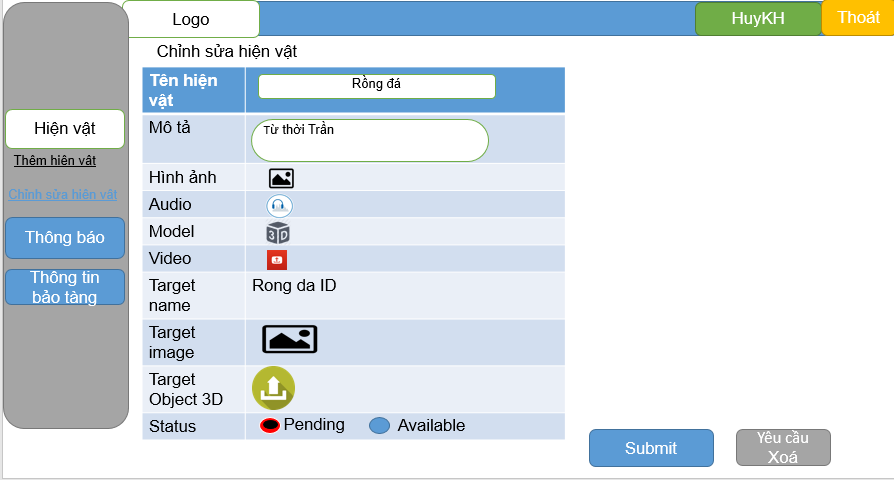 Logo
HuyKH
Thoát
Chỉnh sửa hiện vật
Hiện vật
Thêm hiện vật
Chỉnh sửa hiện vật
Thông báo
Thông tin
bảo tàng
Tên hiện
vật
Rồng đá
Mô tả
Từ thời Trần
Hình ảnh
Audio
Model
3D
Video
Target
name
Rong da ID
Target
image
Target
Object 3D
Status
Pending
Available
Submit
Yêu cầu
Xoá